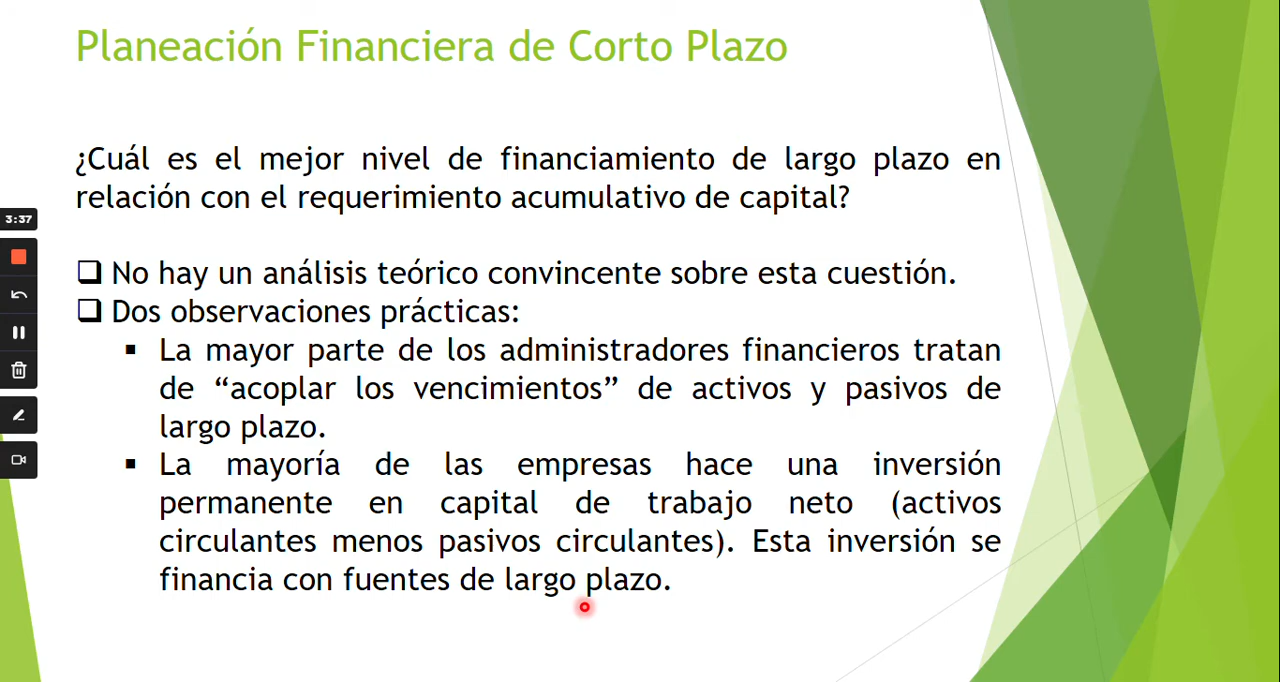 Planeación Financiera de Corto Plazo
¿Cuál es el mejor nivel de financiamiento de largo plazo en
relación con el requerimiento acumulativo de capital?
3:37
❑ No hay un análisis teórico convincente sobre esta cuestión.
❑ Dos observaciones prácticas:
▪ La mayor parte de los administradores financieros tratan
de “acoplar los vencimientos” de activos y pasivos de
largo plazo.
▪ La mayoría de las empresas hace una inversión
permanente en capital de trabajo neto (activos
circulantes menos pasivos circulantes). Esta inversión se
financia con fuentes de largo plazo.